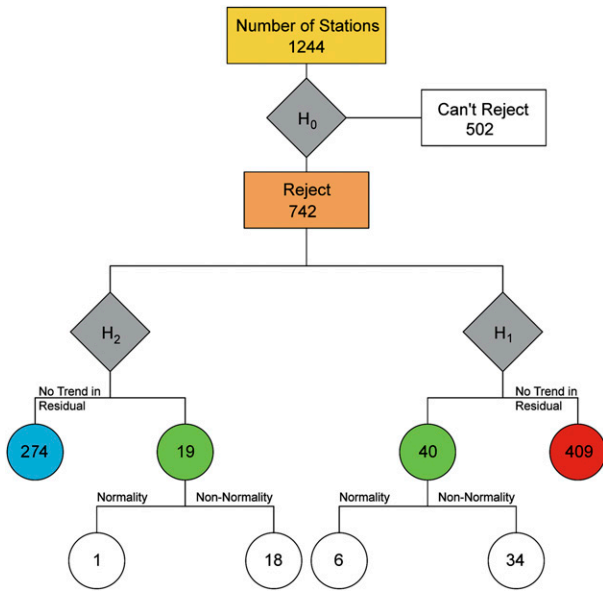 Number of Stations
1244
H₀
Can't Reject
502
Reject
742
H₂
H₁
No Trend in
Residual
No Trend in
Residual
274
19
40
409
Normality
Non-Normality
Normality
Non-Normality
1
18
6
34